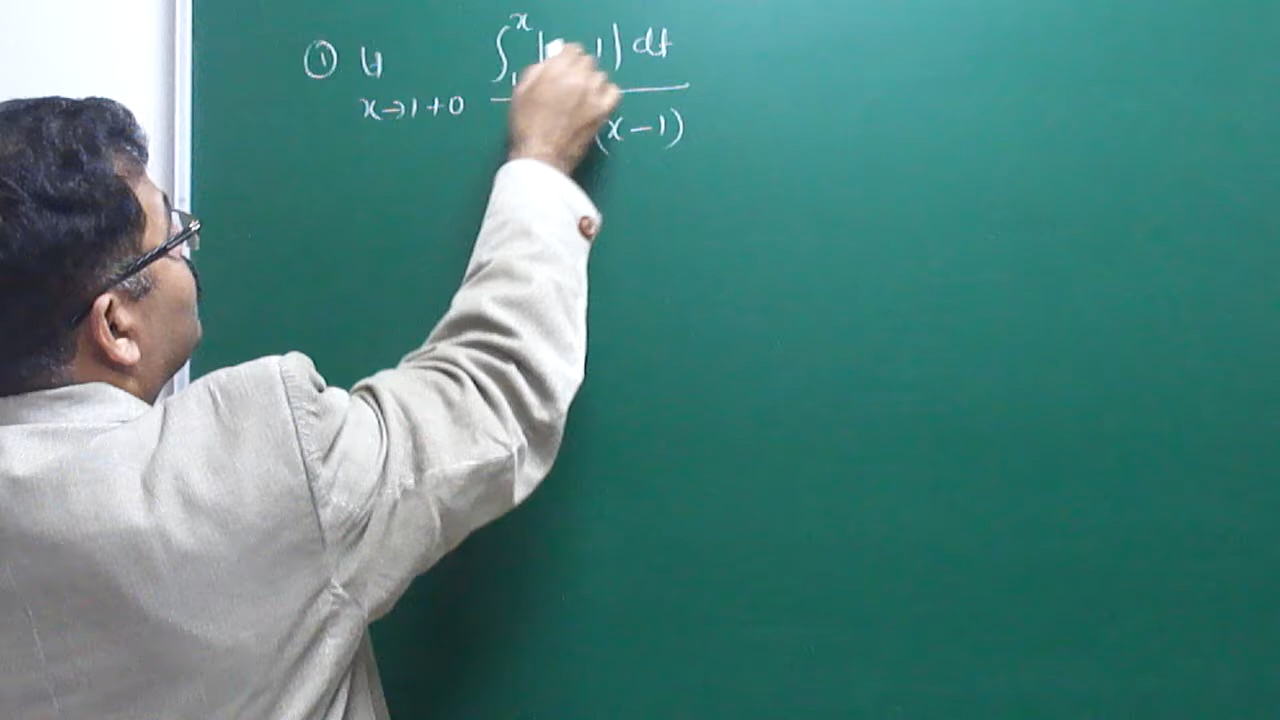 ① lt ∫₁ˣ | - 1| dt
x→1+0 (x-1)